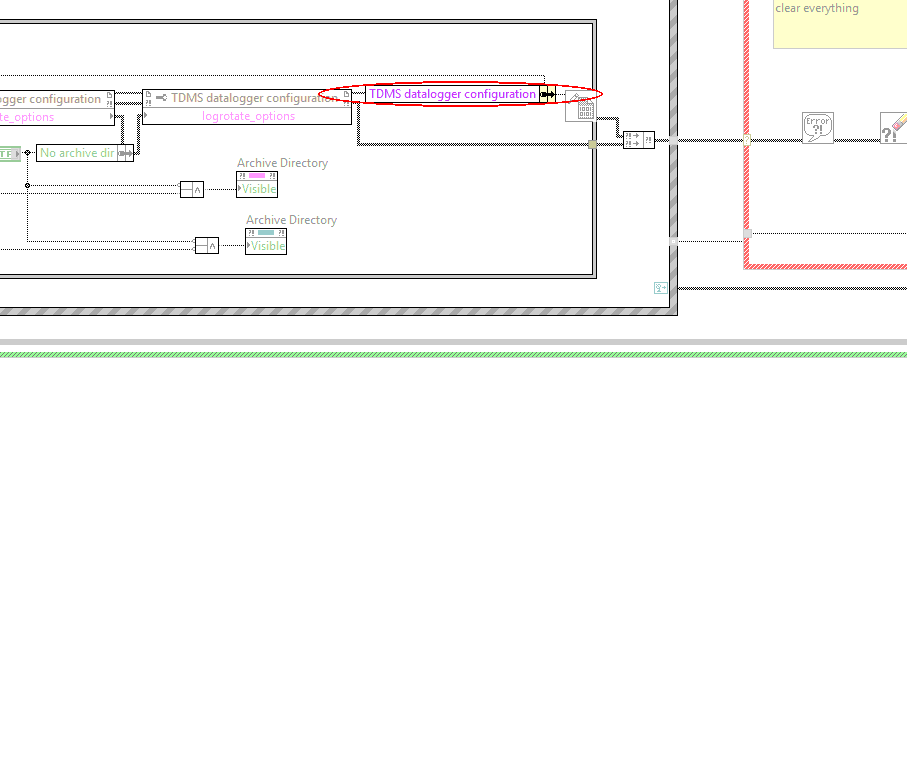 clear everything
ogger configuration
TDMS datalogger configuration
TDMS datalogger configuration
te_options
logrotate_options
Error
?!
TF
No archive dir
Archive Directory
Visible
Archive Directory
Visible